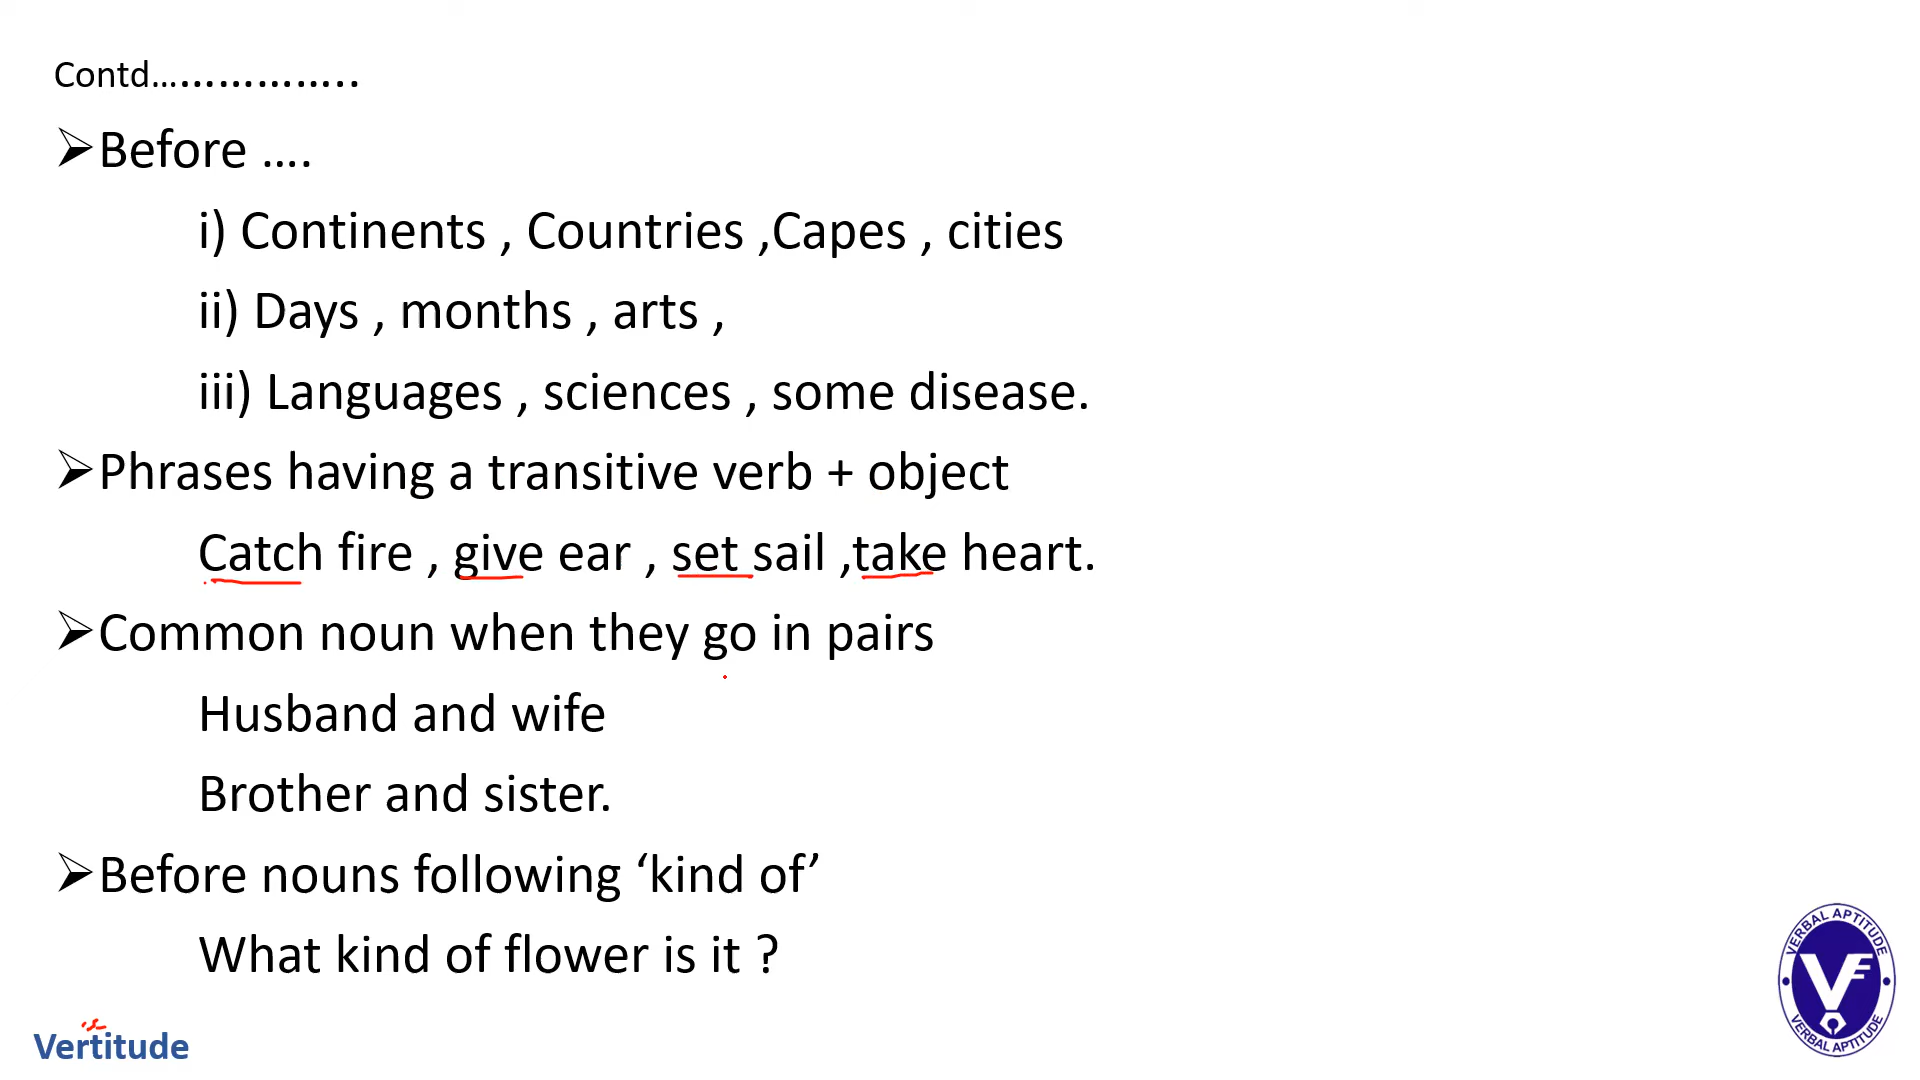 Contd……………..
➢Before ….
i) Continents , Countries ,Capes , cities
ii) Days , months , arts ,
iii) Languages , sciences , some disease.
➢Phrases having a transitive verb + object
Catch fire , give ear , set sail ,take heart.
➢Common noun when they go in pairs
Husband and wife
Brother and sister.
➢Before nouns following ‘kind of’
What kind of flower is it ?
VERBAL APTITUDE
VE
VERBAL APTITUDE
Vertitude